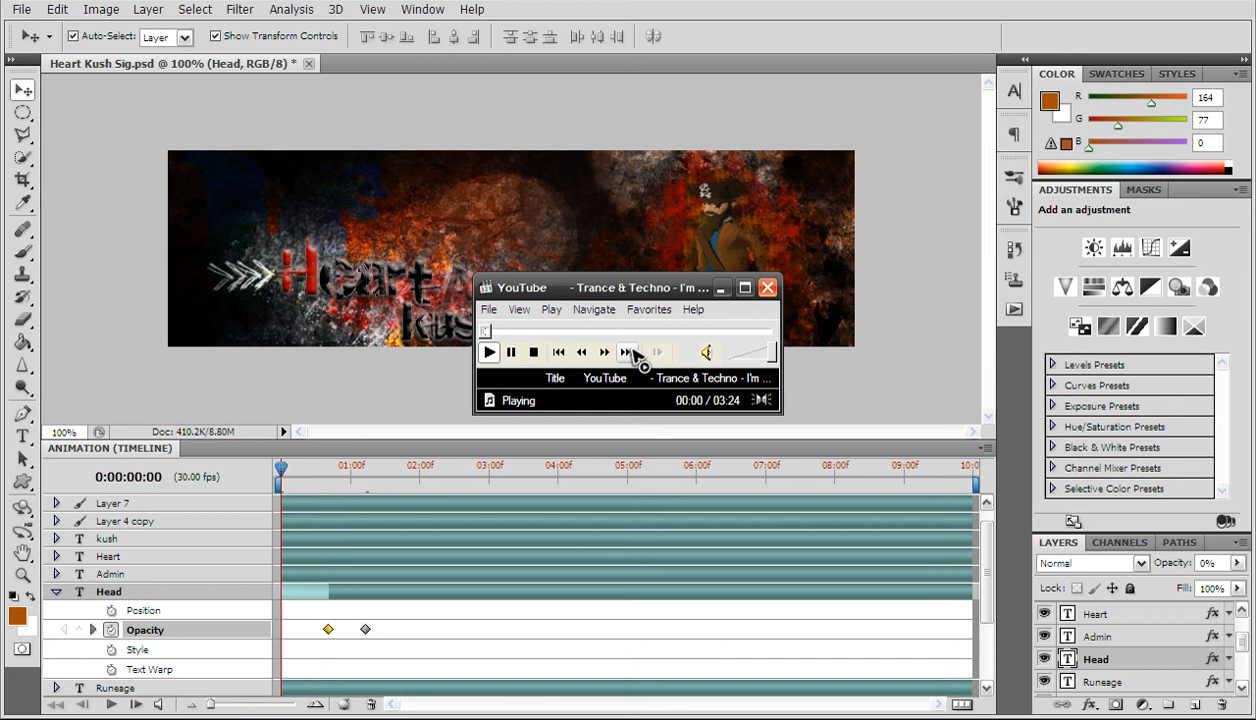 File Edit Image Layer Select Filter Analysis 3D View Window Help
Auto-Select: Layer Show Transform Controls
Heart Kush Sig.psd @ 100% (Head, RGB/8) *
Heart
kus
YouTube - Trance & Techno - I'm ...
File View Play Navigate Favorites Help
Title YouTube - Trance & Techno - I'm ...
Playing 00:00 / 03:24
100% Doc: 410.2K/8.80M
ANIMATION (TIMELINE)
0:00:00:00 (30.00 fps)
01:00f 02:00f 03:00f 04:00f 05:00f 06:00f 07:00f 08:00f 09:00f 10:0
Layer 7
Layer 4 copy
T kush
T Heart
T Admin
T Head
Position
Opacity
Style
Text Warp
T Runeage
COLOR SWATCHES STYLES
R 164
G 77
B 0
ADJUSTMENTS MASKS
Add an adjustment
Levels Presets
Curves Presets
Exposure Presets
Hue/Saturation Presets
Black & White Presets
Channel Mixer Presets
Selective Color Presets
LAYERS CHANNELS PATHS
Normal Opacity: 0%
Lock: Fill: 100%
T Heart fx
T Admin fx
T Head fx
T Runeage fx